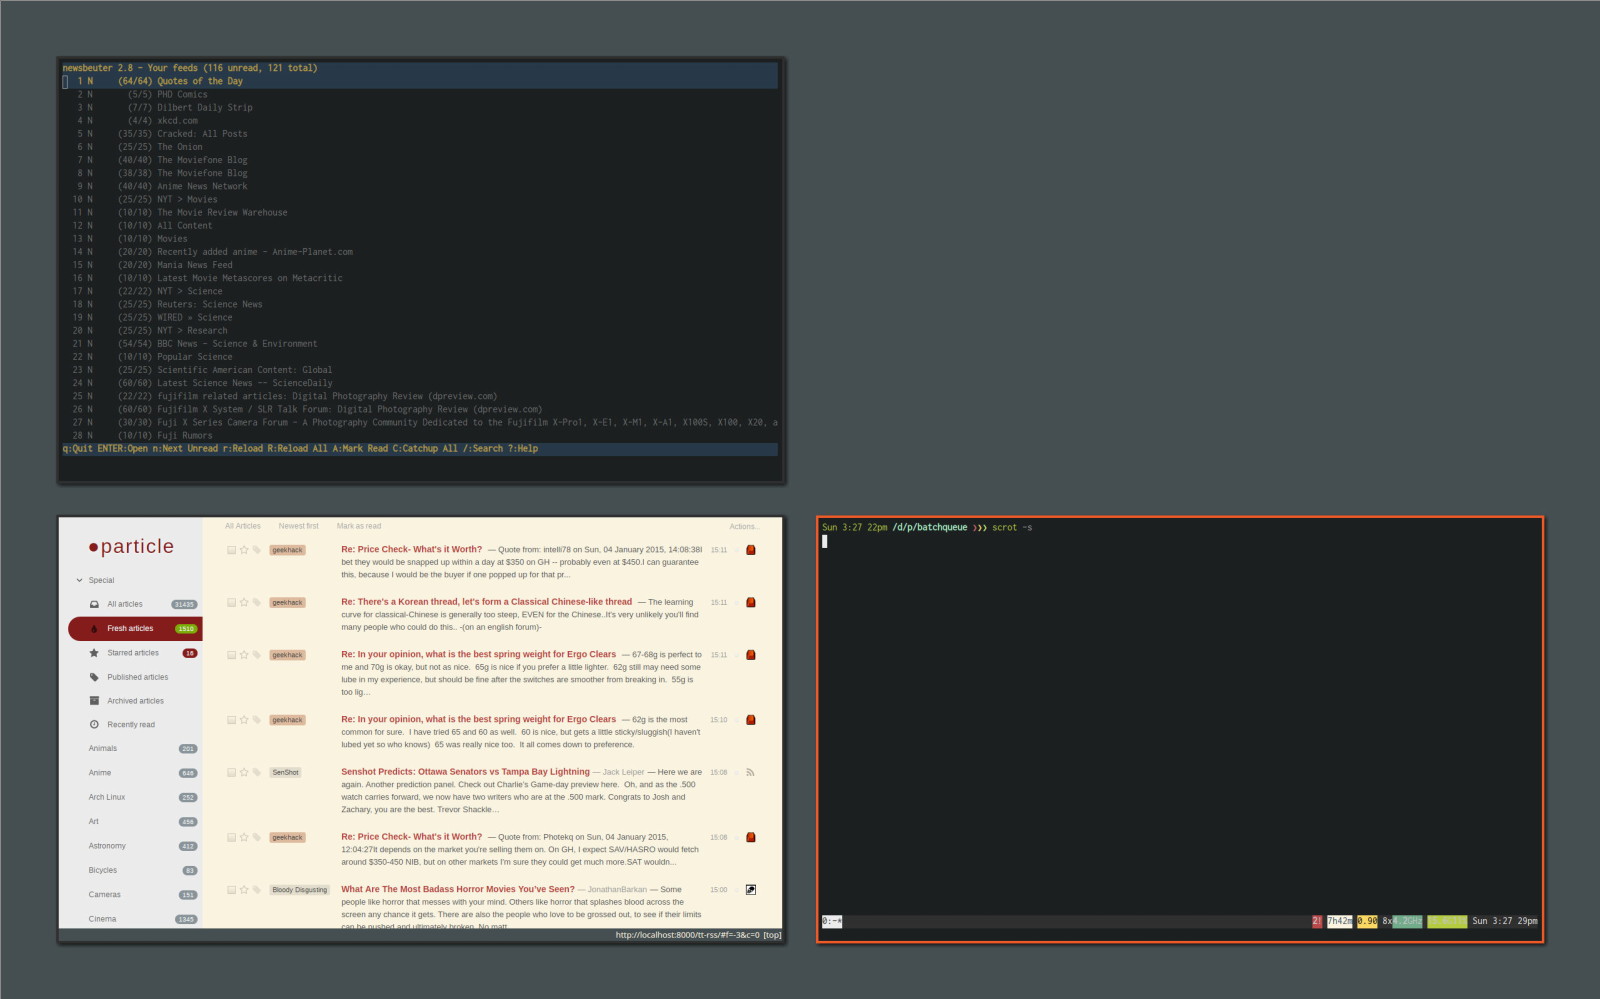 newsbeuter 2.8 - Your feeds (116 unread, 121 total)
1 N (64/64) Quotes of the Day
2 N (5/5) PHD Comics
3 N (7/7) Dilbert Daily Strip
4 N (4/4) xkcd.com
5 N (35/35) Cracked: All Posts
6 N (25/25) The Onion
7 N (40/40) The Moviefone Blog
8 N (38/38) The Moviefone Blog
9 N (40/40) Anime News Network
10 N (25/25) NYT > Movies
11 N (10/10) The Movie Review Warehouse
12 N (10/10) All Content
13 N (10/10) Movies
14 N (20/20) Recently added anime - Anime-Planet.com
15 N (20/20) Mania News Feed
16 N (10/10) Latest Movie Metascores on Metacritic
17 N (22/22) NYT > Science
18 N (25/25) Reuters: Science News
19 N (25/25) WIRED » Science
20 N (25/25) NYT > Research
21 N (54/54) BBC News - Science & Environment
22 N (10/10) Popular Science
23 N (25/25) Scientific American Content: Global
24 N (60/60) Latest Science News -- ScienceDaily
25 N (22/22) fujifilm related articles: Digital Photography Review (dpreview.com)
26 N (60/60) Fujifilm X System / SLR Talk Forum: Digital Photography Review (dpreview.com)
27 N (30/30) Fuji X Series Camera Forum - A Photography Community Dedicated to the Fujifilm X-Pro1, X-E1, X-M1, X-A1, X100S, X100, X20, a
28 N (10/10) Fuji Rumors
q:Quit ENTER:Open n:Next Unread r:Reload R:Reload All A:Mark Read C:Catchup All /:Search ?:Help
particle
Special
All articles 31435
Fresh articles 1510
Starred articles 18
Published articles
Archived articles
Recently read
Animals 201
Anime 648
Arch Linux 252
Art 456
Astronomy 412
Bicycles 83
Cameras 151
Cinema 1345
All Articles Newest first Mark as read Actions...
geekhack Re: Price Check- What's it Worth? — Quote from: intelli78 on Sun, 04 January 2015, 14:08:38I 15:11
bet they would be snapped up within a day at $350 on GH -- probably even at $450.I can guarantee
this, because I would be the buyer if one popped up for that pr...
geekhack Re: There's a Korean thread, let's form a Classical Chinese-like thread — The learning 15:11
curve for classical-Chinese is generally too steep, EVEN for the Chinese..It's very unlikely you'll find
many people who could do this.. -(on an english forum)-
geekhack Re: In your opinion, what is the best spring weight for Ergo Clears — 67-68g is perfect to 15:11
me and 70g is okay, but not as nice. 65g is nice if you prefer a little lighter. 62g still may need some
lube in my experience, but should be fine after the switches are smoother from breaking in. 55g is
too lig...
geekhack Re: In your opinion, what is the best spring weight for Ergo Clears — 62g is the most 15:10
common for sure. I have tried 65 and 60 as well. 60 is nice, but gets a little sticky/sluggish(I haven't
lubed yet so who knows) 65 was really nice too. It all comes down to preference.
SenShot Senshot Predicts: Ottawa Senators vs Tampa Bay Lightning — Jack Leiper — Here we are 15:08
again. Another prediction panel. Check out Charlie's Game-day preview here. Oh, and as the .500
watch carries forward, we now have two writers who are at the .500 mark. Congrats to Josh and
Zachary, you are the best. Trevor Shackle...
geekhack Re: Price Check- What's it Worth? — Quote from: Photekq on Sun, 04 January 2015, 15:08
12:04:27It depends on the market you're selling them on. On GH, I expect SAV/HASRO would fetch
around $350-450 NIB, but on other markets I'm sure they could get much more.SAT wouldn...
Bloody Disgusting What Are The Most Badass Horror Movies You've Seen? — JonathanBarkan — Some 15:00
people like horror that messes with your mind. Others like horror that splashes blood across the
screen any chance it gets. There are also the people who love to be grossed out, to see if their limits
can be pushed and ultimately broken. No matt
http://localhost:8000/tt-rss/#f=-3&c=0 [top]
Sun 3:27 22pm /d/p/batchqueue ❯❯❯ scrot -s
0:-* 2! 7h42m 0.90 8x4.2GHz Sun 3:27 29pm